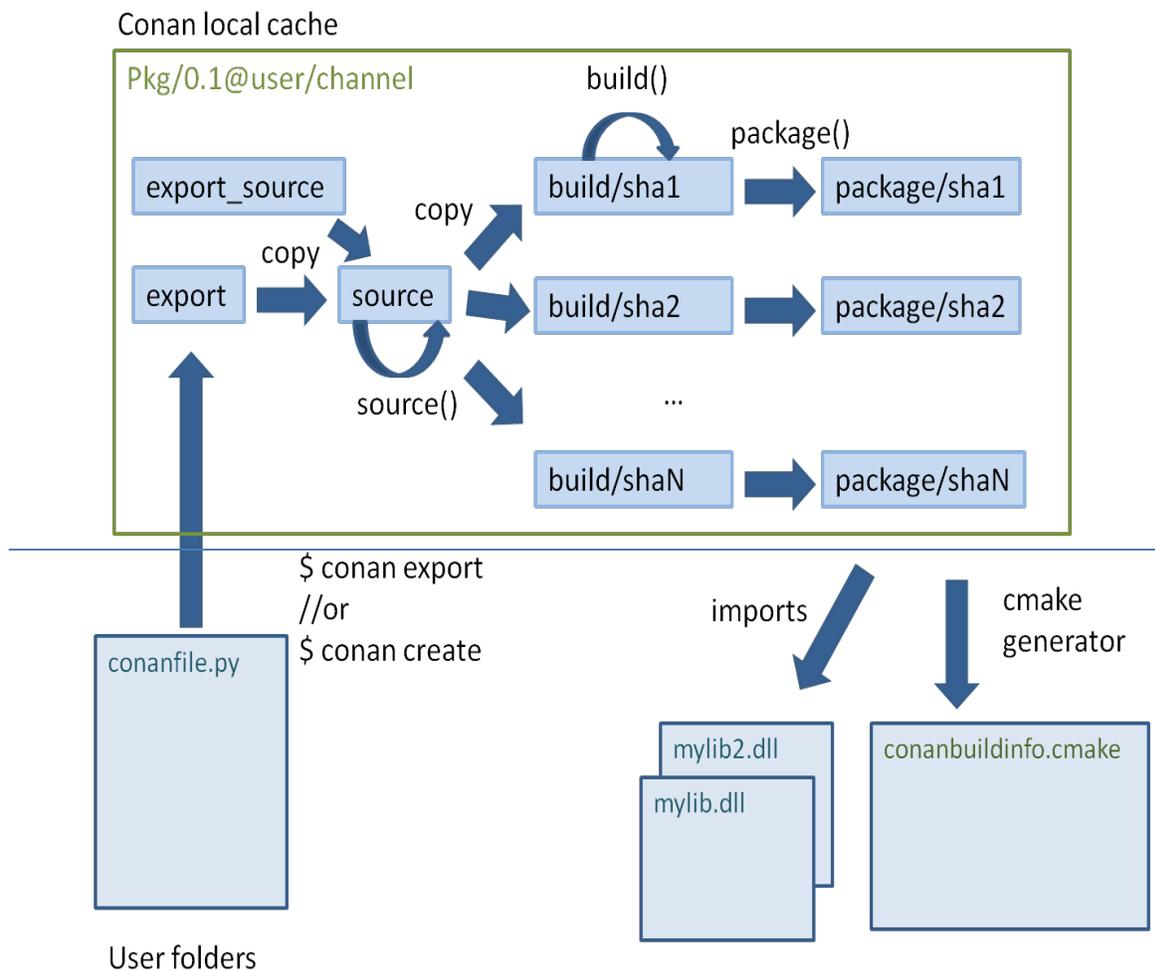 Conan local cache
Pkg/0.1@user/channel
build()
package()
export_source
build/sha1
package/sha1
copy
copy
export
source
build/sha2
package/sha2
source()
...
build/shaN
package/shaN
$ conan export
//or
$ conan create
conanfile.py
imports
cmake
generator
mylib2.dll
mylib.dll
conanbuildinfo.cmake
User folders